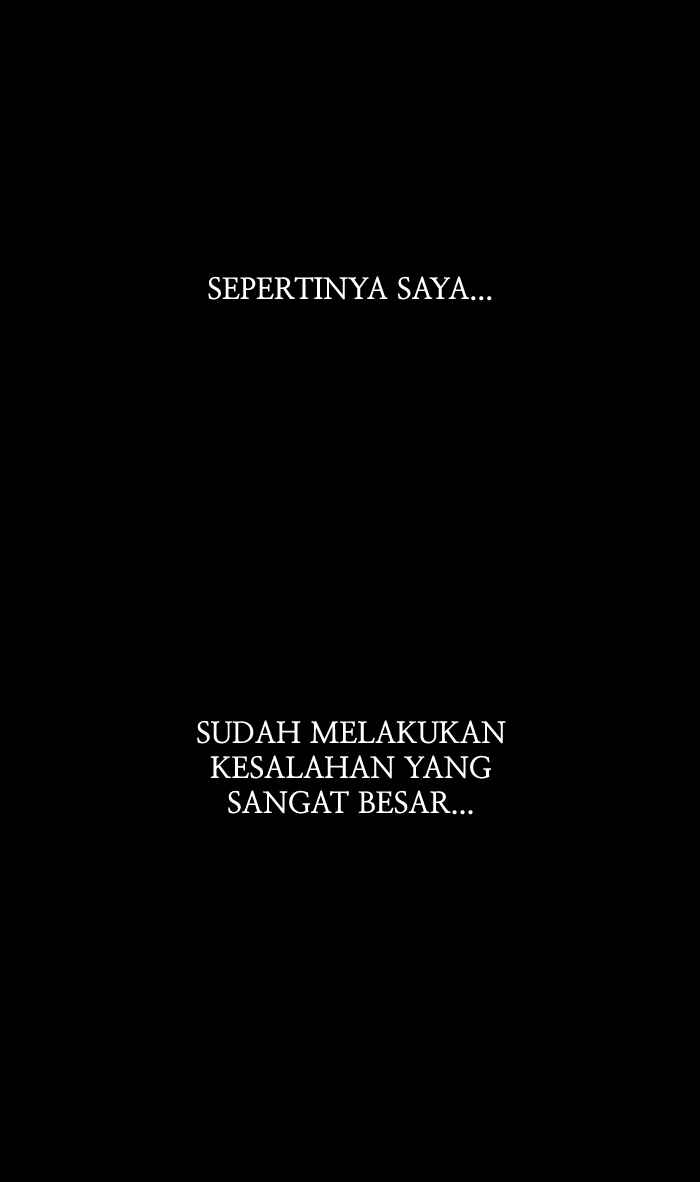 SEPERTINYA SAYA...
SUDAH MELAKUKAN
KESALAHAN YANG
SANGAT BESAR...